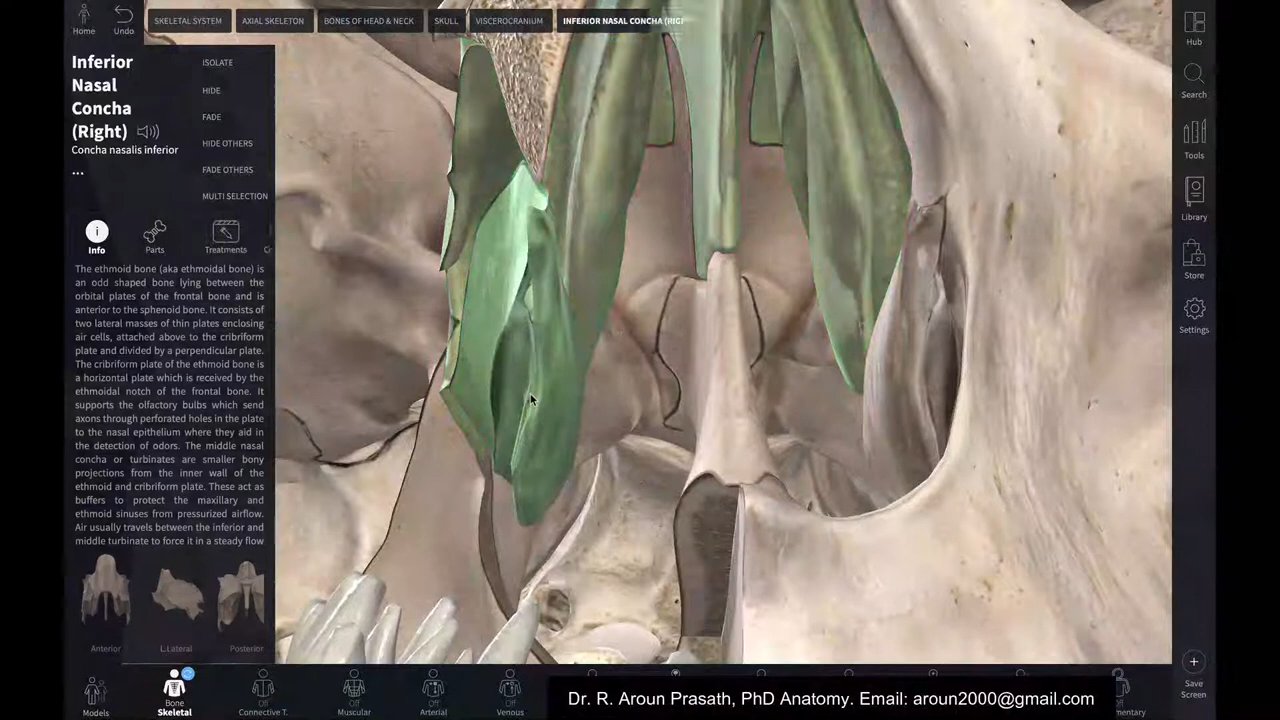 Home
Undo
SKELETAL SYSTEM
AXIAL SKELETON
BONES OF HEAD & NECK
SKULL
VISCEROCRANIUM
INFERIOR NASAL CONCHA (RIG
Inferior
Nasal
Concha
(Right)
Concha nasalis inferior
...
ISOLATE
HIDE
FADE
HIDE OTHERS
FADE OTHERS
MULTI SELECTION
Info
Parts
Treatments
The ethmoid bone (aka ethmoidal bone) is
an odd shaped bone lying between the
orbital plates of the frontal bone and is
anterior to the sphenoid bone. It consists of
two lateral masses of thin plates enclosing
air cells, attached above to the cribriform
plate and divided by a perpendicular plate.
The cribriform plate of the ethmoid bone is
a horizontal plate which is received by the
ethmoidal notch of the frontal bone. It
supports the olfactory bulbs which send
axons through perforated holes in the plate
to the nasal epithelium where they aid in
the detection of odors. The middle nasal
concha or turbinates are smaller bony
projections from the inner wall of the
ethmoid and cribriform plate. These act as
buffers to protect the maxillary and
ethmoid sinuses from pressurized airflow.
Air usually travels between the inferior and
middle turbinate to force it in a steady flow
Anterior
L.Lateral
Posterior
Hub
Search
Tools
Library
Store
Settings
Save
Screen
Models
Bone
Skeletal
Off
Connective T.
Off
Muscular
Off
Arterial
Off
Venous
mentary
Dr. R. Aroun Prasath, PhD Anatomy. Email: aroun2000@gmail.com